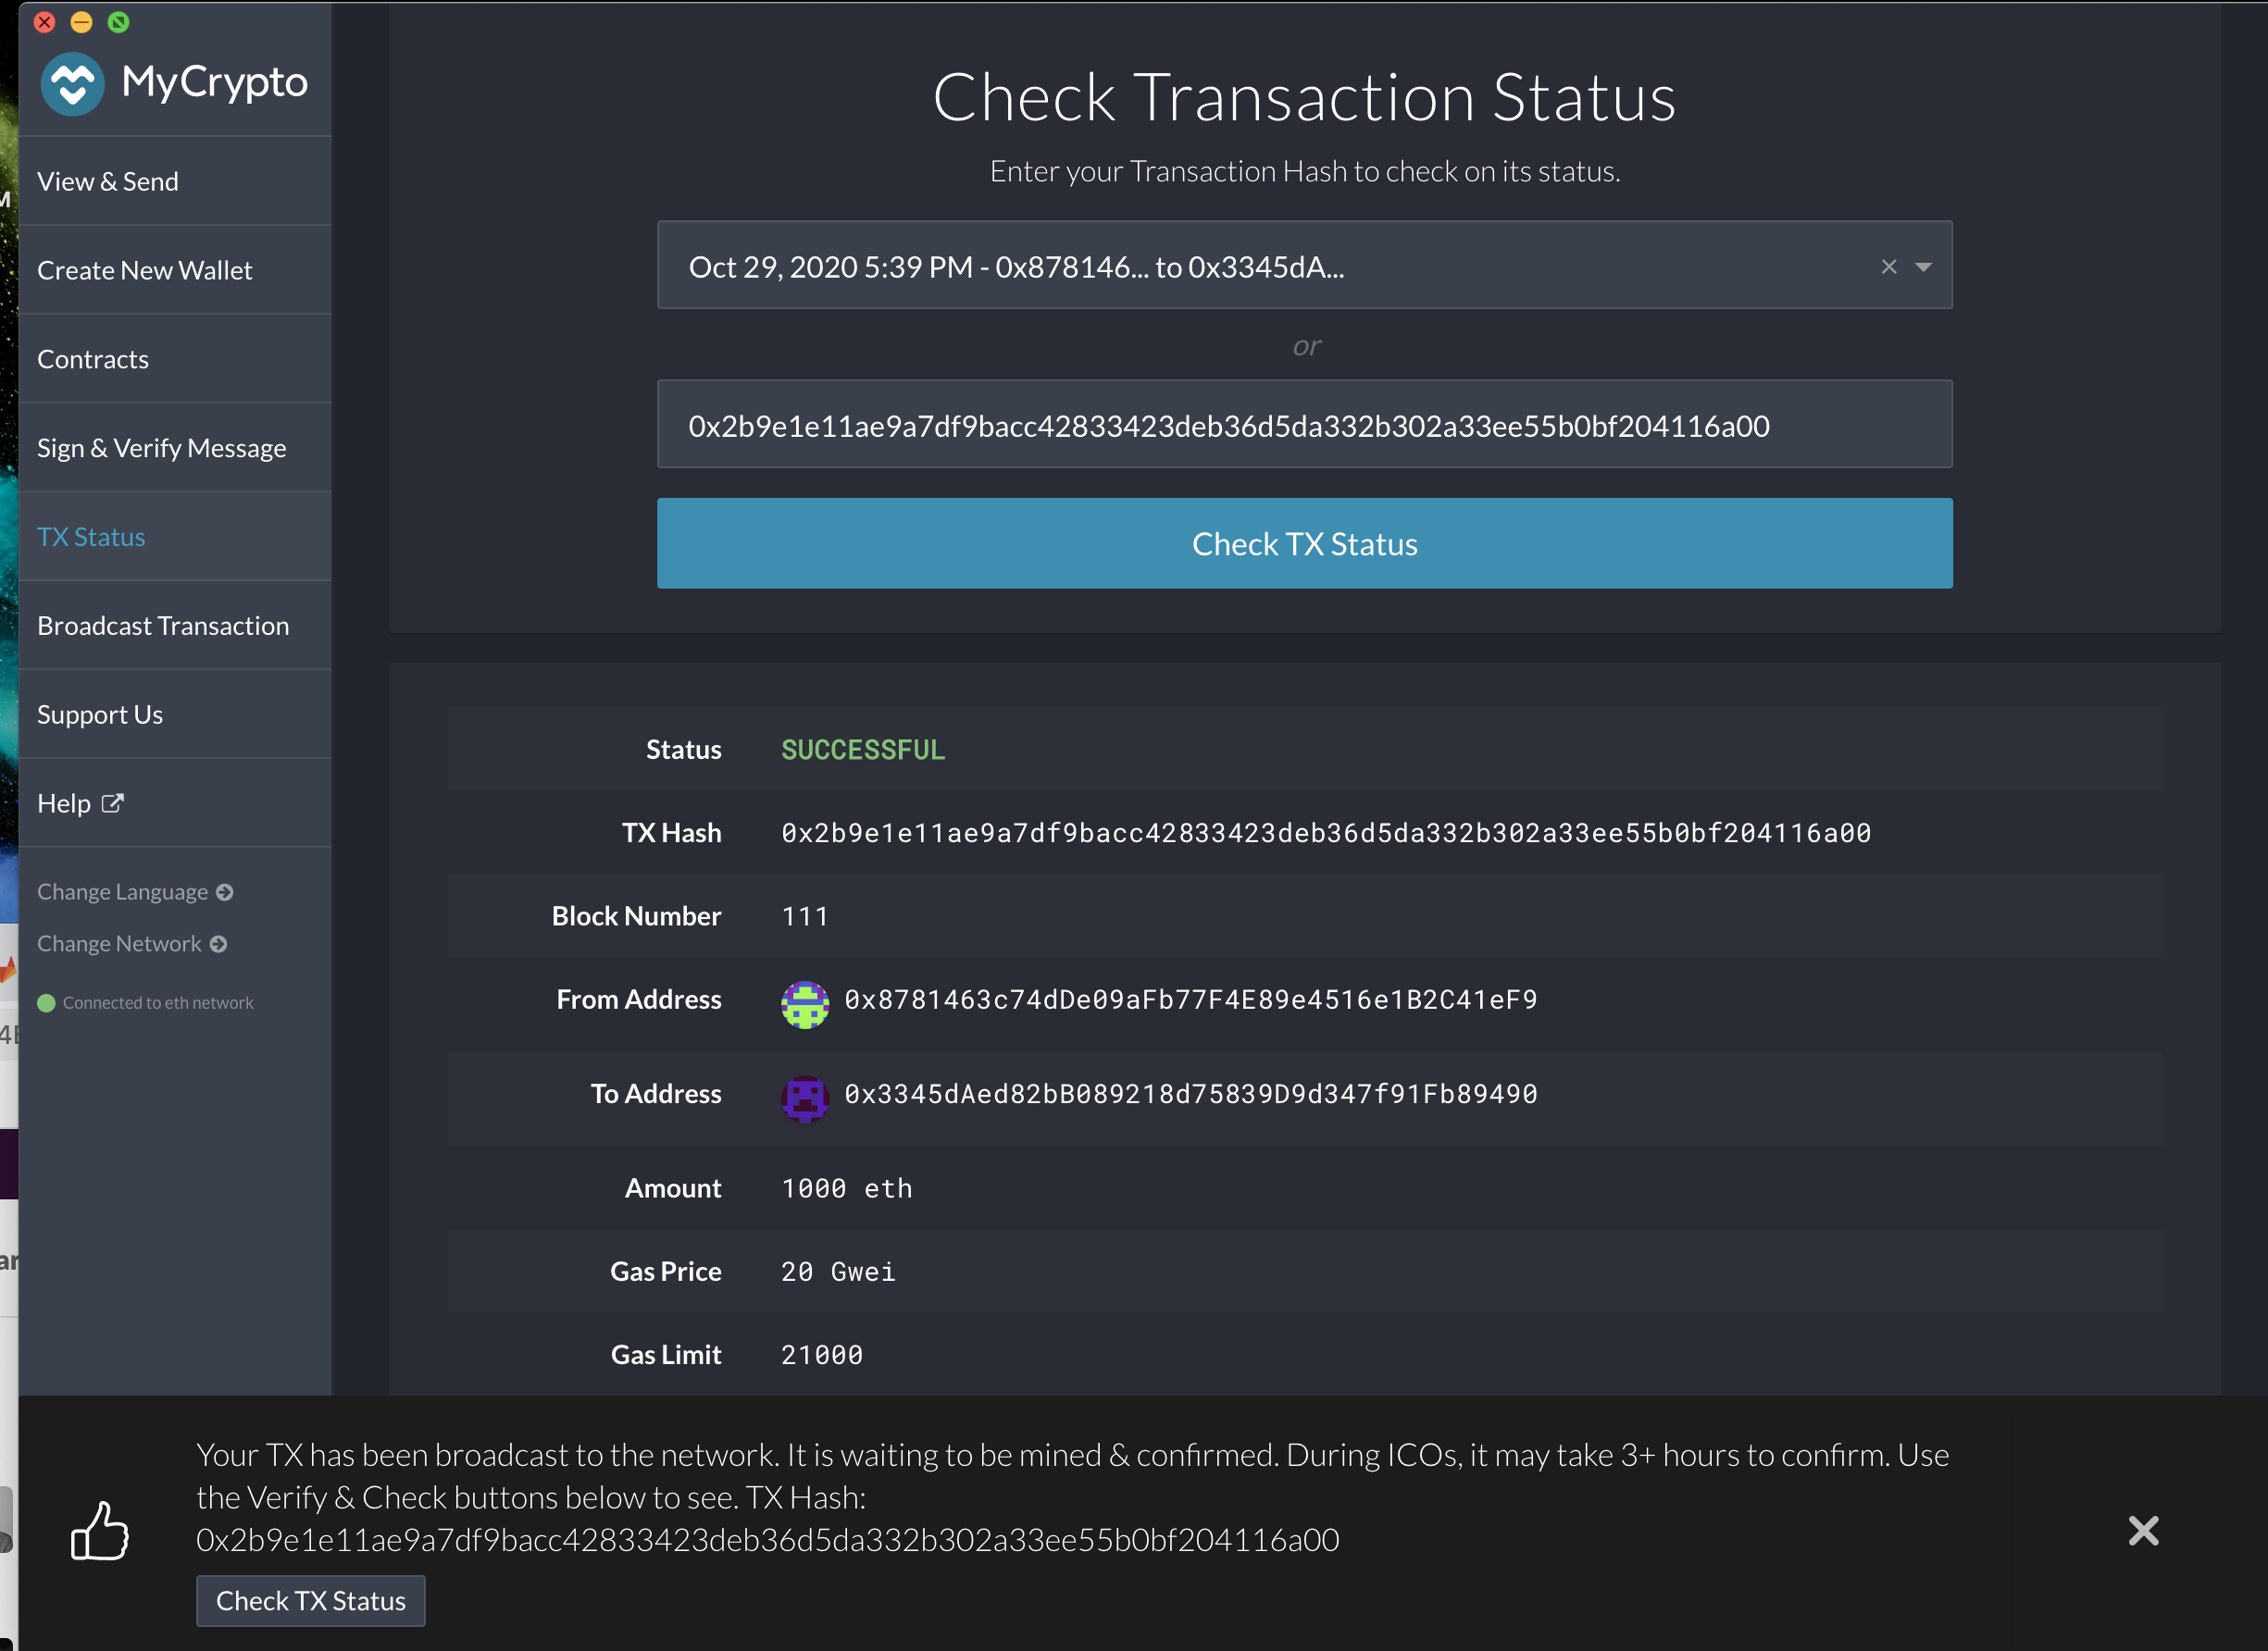 MyCrypto
View & Send
Create New Wallet
Contracts
Sign & Verify Message
TX Status
Broadcast Transaction
Support Us
Help
Change Language
Change Network
Connected to eth network
Check Transaction Status
Enter your Transaction Hash to check on its status.
Oct 29, 2020 5:39 PM - 0x878146... to 0x3345dA...
or
0x2b9e1e11ae9a7df9bacc42833423deb36d5da332b302a33ee55b0bf204116a00
Check TX Status
Status SUCCESSFUL
TX Hash 0x2b9e1e11ae9a7df9bacc42833423deb36d5da332b302a33ee55b0bf204116a00
Block Number 111
From Address 0x8781463c74dDe09aFb77F4E89e4516e1B2C41eF9
To Address 0x3345dAed82bB089218d75839D9d347f91Fb89490
Amount 1000 eth
Gas Price 20 Gwei
Gas Limit 21000
Your TX has been broadcast to the network. It is waiting to be mined & confirmed. During ICOs, it may take 3+ hours to confirm. Use
the Verify & Check buttons below to see. TX Hash:
0x2b9e1e11ae9a7df9bacc42833423deb36d5da332b302a33ee55b0bf204116a00
Check TX Status